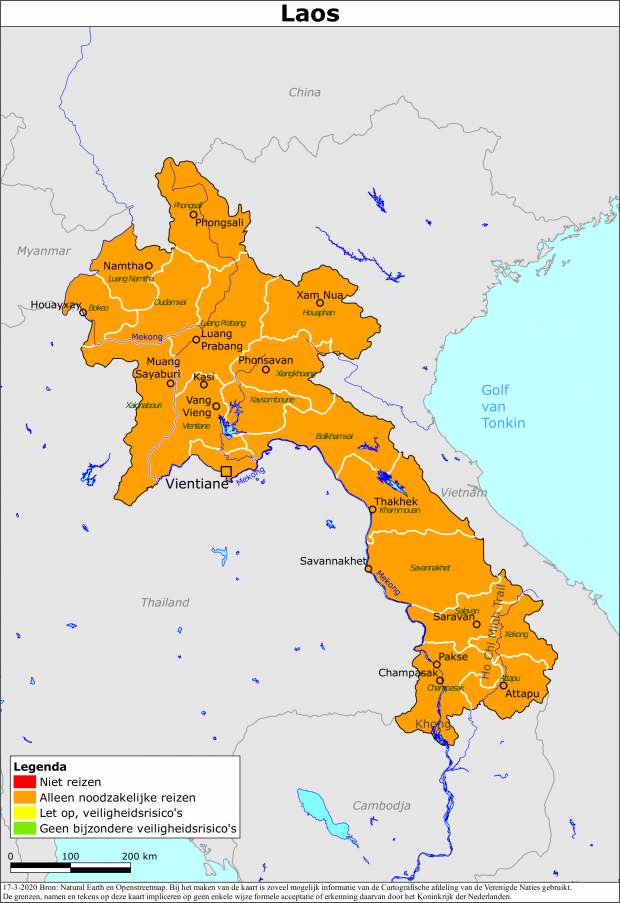 Laos
China
Phongsali
Phongsali
Myanmar
Namtha
Luang Namtha
Houayxay
Bokeo
Oudamxai
Xam Nua
Houaphan
Luang Prabang
Mekong
Luang
Prabang
Muang
Sayaburi
Phonsavan
Xiangkhoang
Kasi
Golf
van
Tonkin
Xaignabouri
Vang
Vieng
Xaysomboune
Vientiane
Bolikhamxai
Vientiane
Mekong
Vietnam
Thakhek
Khammouan
Savannakhet
Savannakhet
Mekong
Thailand
Salavan
Saravan
Xekong
Ho Chi Minh Trail
Pakse
Champasak
Champasak
Attapu
Attapu
Khong
Cambodja
Legenda
Niet reizen
Alleen noodzakelijke reizen
Let op, veiligheidsrisico's
Geen bijzondere veiligheidsrisico's
0 100 200 km
17-3-2020 Bron: Natural Earth en Openstreetmap. Bij het maken van de kaart is zoveel mogelijk informatie van de Cartografische afdeling van de Verenigde Naties gebruikt.
De grenzen, namen en tekens op deze kaart impliceren op geen enkele wijze formele acceptatie of erkenning daarvan door het Koninkrijk der Nederlanden.